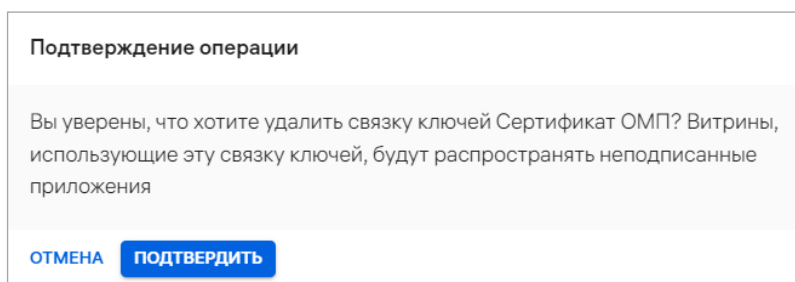 Подтверждение операции
Вы уверены, что хотите удалить связку ключей Сертификат ОМП? Витрины,
использующие эту связку ключей, будут распространять неподписанные
приложения
ОТМЕНА ПОДТВЕРДИТЬ